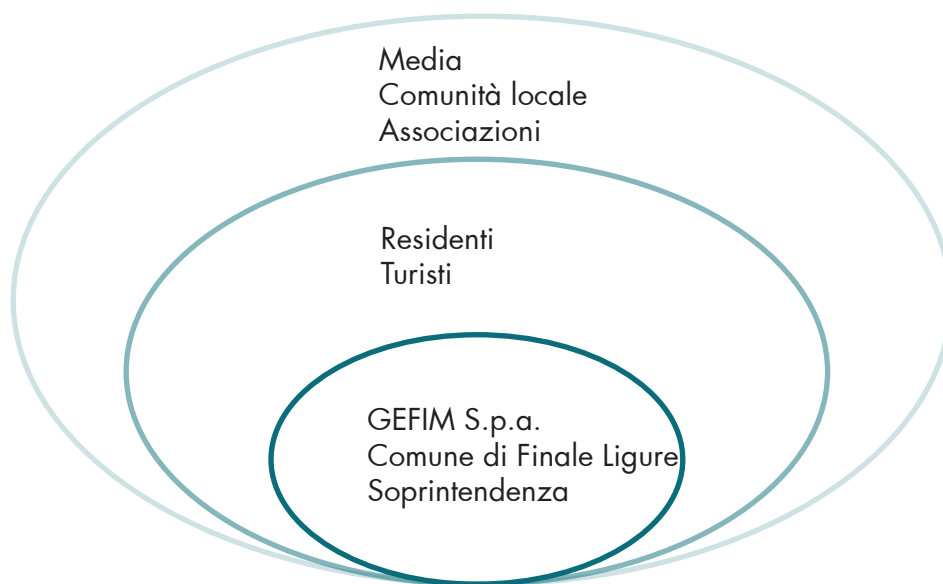 Media
Comunità locale
Associazioni
Residenti
Turisti
GEFIM S.p.a.
Comune di Finale Ligure
Soprintendenza